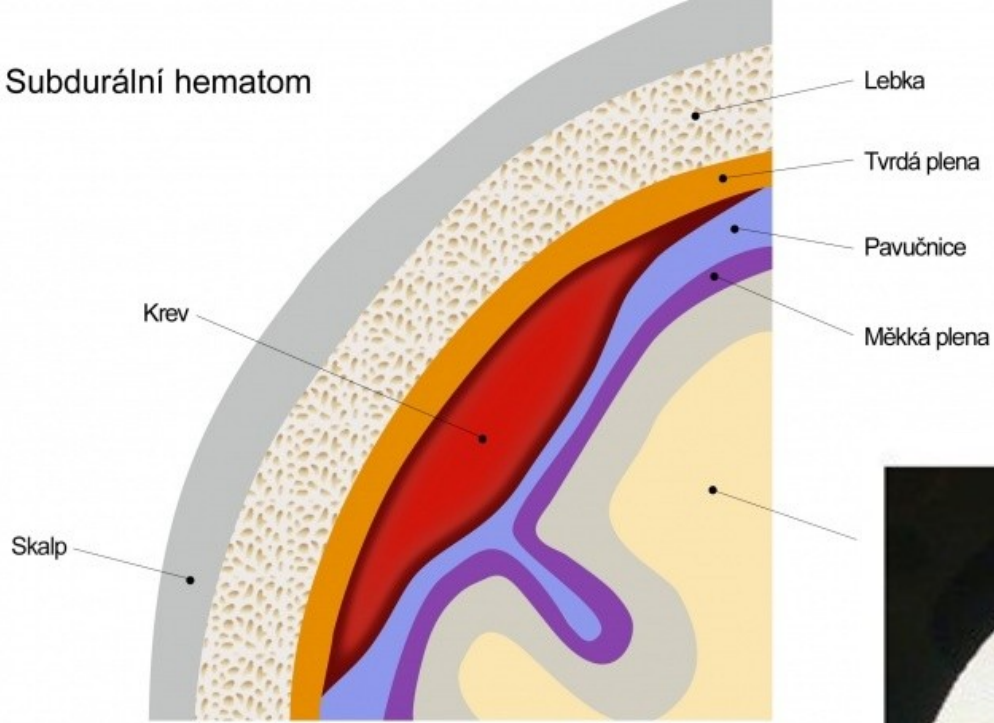 Subdurální hematom
Lebka
Tvrdá plena
Pavučnice
Měkká plena
Krev
Skalp